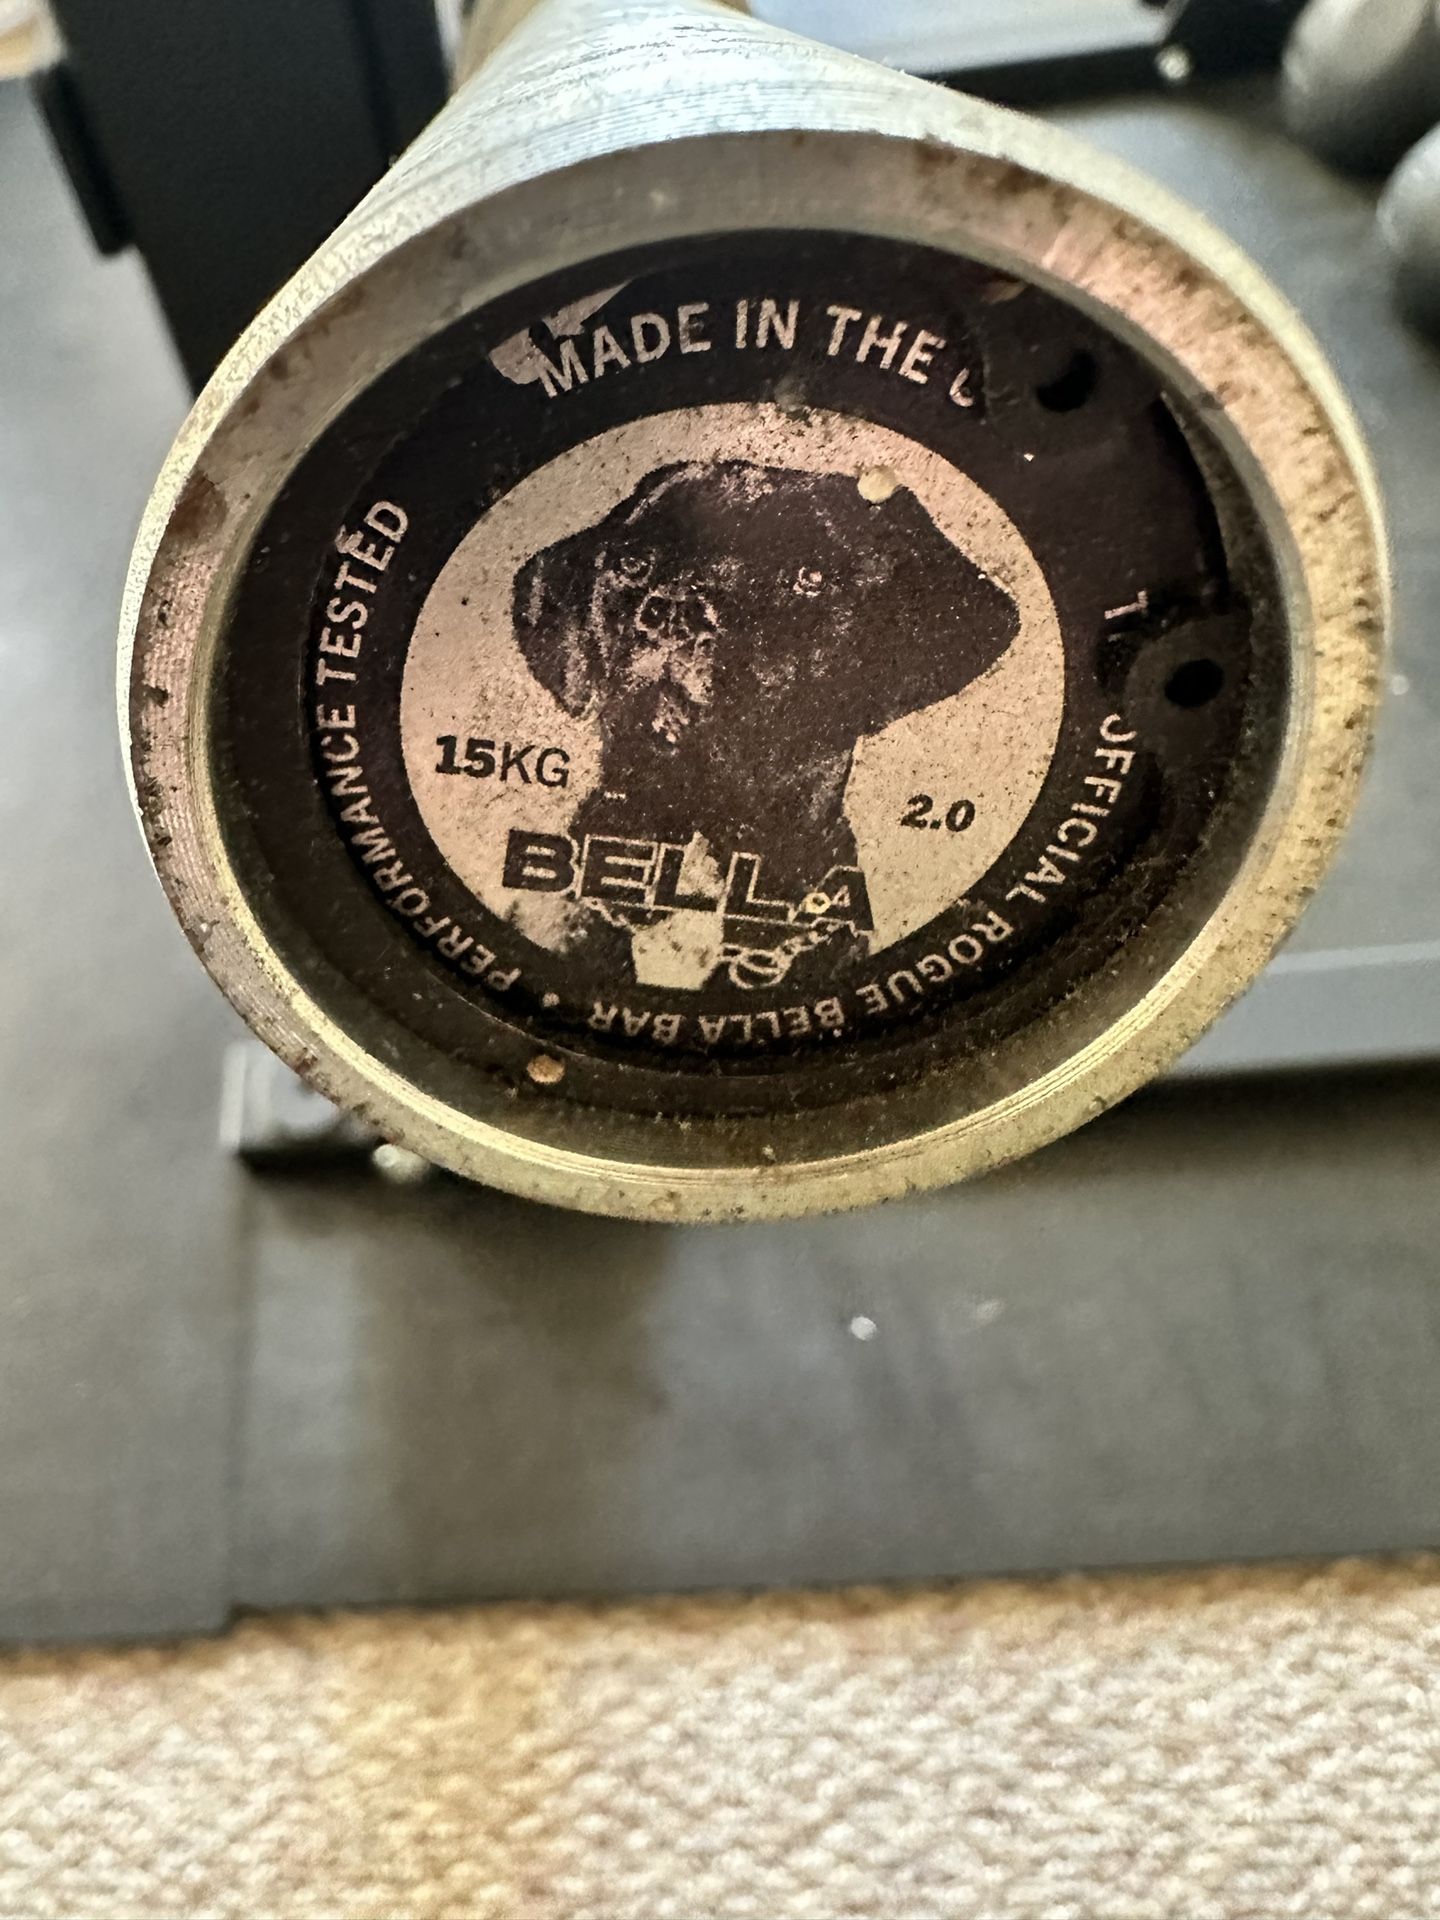 MADE IN THE
OFFICIAL ROGUE BELLA BAR • PERFORMANCE TESTED
15KG
2.0
BELLA